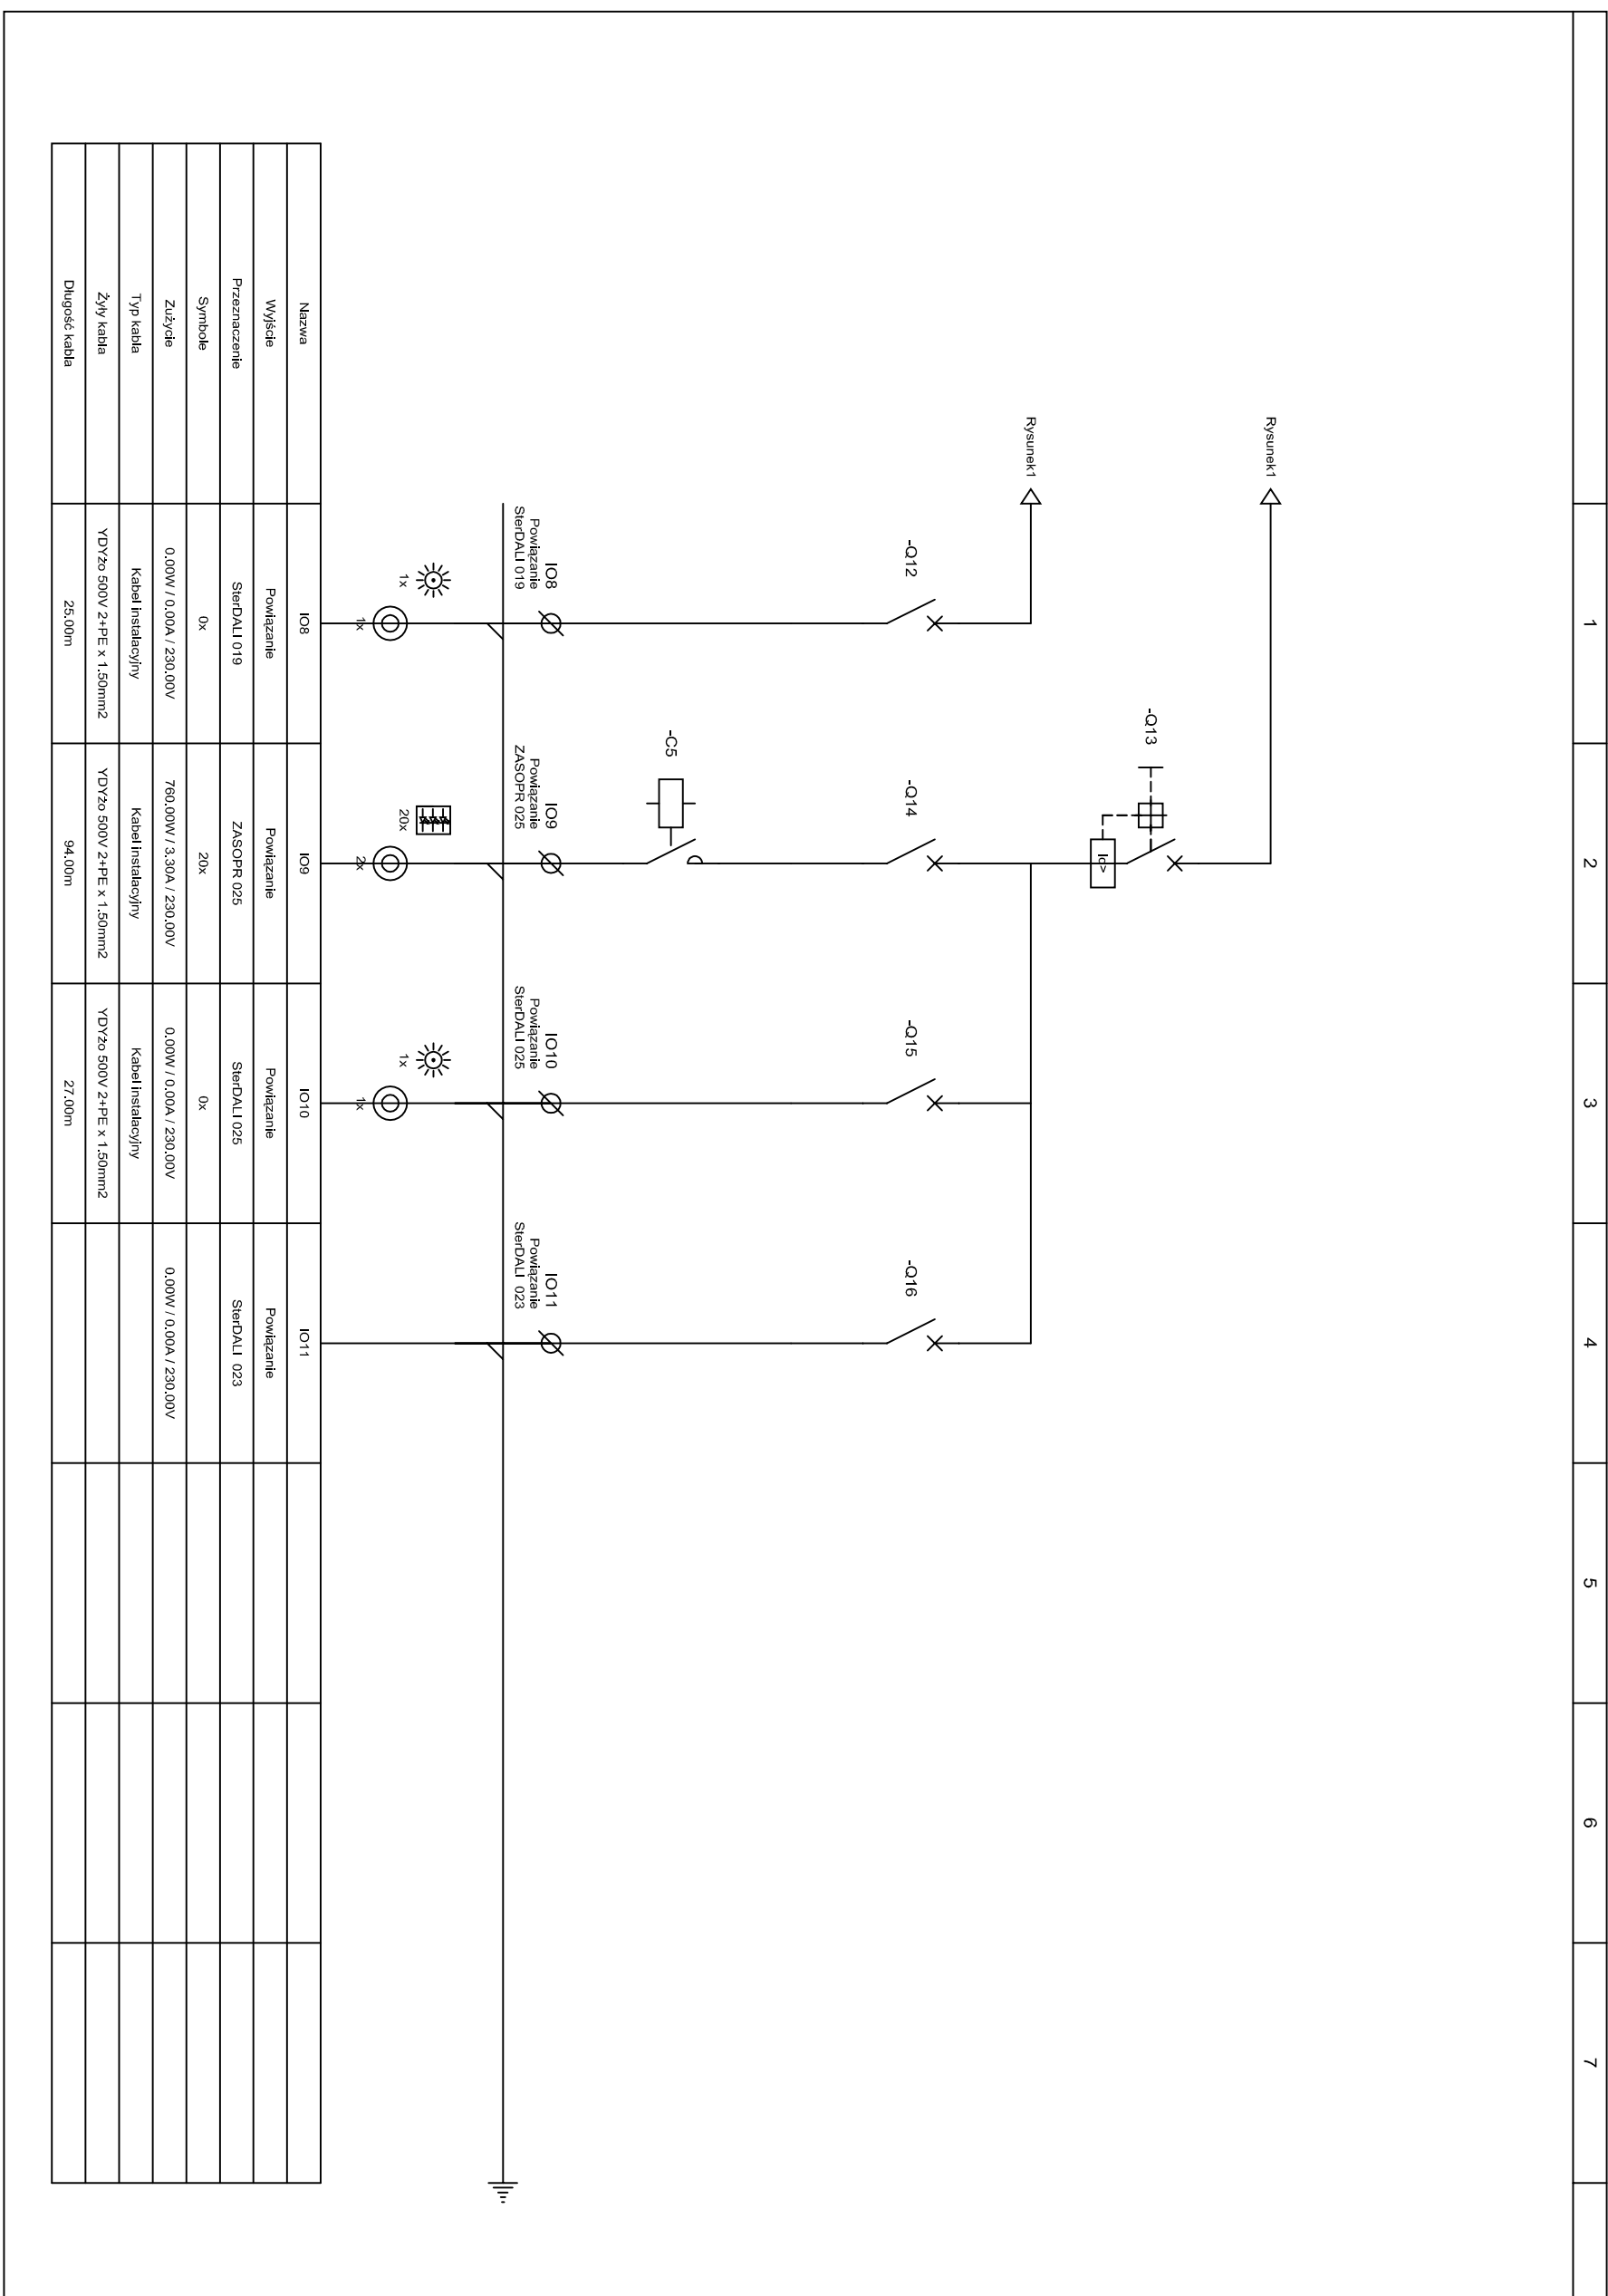 1
2
3
4
5
6
7
Rysunek1
-Q13
Ic>
Rysunek1
-Q12
-Q14
-Q15
-Q16
-C5
IO8
Powiązanie
SterDALI 019
IO9
Powiązanie
ZASOPR 025
IO10
Powiązanie
SterDALI 025
IO11
Powiązanie
SterDALI  023
1x
20x
1x
1x
2x
1x
Nazwa IO8 IO9 IO10 IO11
Wyjście Powiązanie Powiązanie Powiązanie Powiązanie
Przeznaczenie SterDALI 019 ZASOPR 025 SterDALI 025 SterDALI  023
Symbole 0x 20x 0x
Zużycie 0.00W / 0.00A / 230.00V 760.00W / 3.30A / 230.00V 0.00W / 0.00A / 230.00V 0.00W / 0.00A / 230.00V
Typ kabla Kabel instalacyjny Kabel instalacyjny Kabel instalacyjny
Żyły kabla YDYżo 500V 2+PE x 1.50mm2 YDYżo 500V 2+PE x 1.50mm2 YDYżo 500V 2+PE x 1.50mm2
Długość kabla 25.00m 94.00m 27.00m